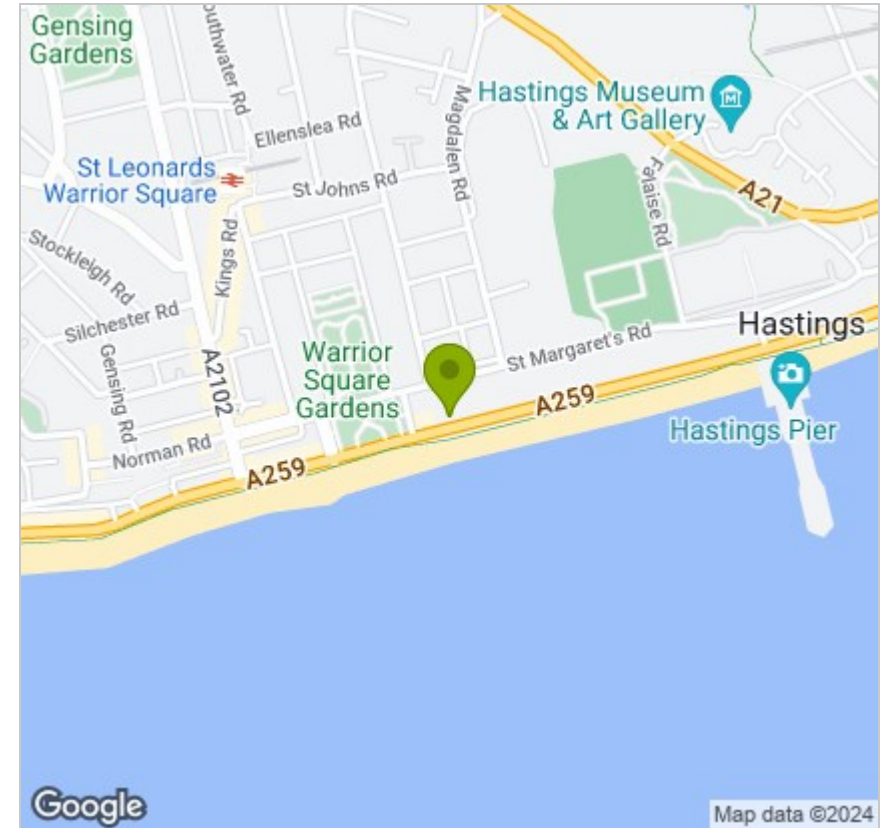 Gensing
Gardens
outhwater Rd
Ellenslea Rd
Magdalen Rd
Hastings Museum
& Art Gallery
St Leonards
Warrior Square
St Johns Rd
Falaise Rd
A21
Stockleigh Rd
Kings Rd
Silchester Rd
Gensing Rd
A2102
Warrior
Square
Gardens
St Margaret's Rd
Hastings
A259
Hastings Pier
Norman Rd
A259
Google
Map data ©2024